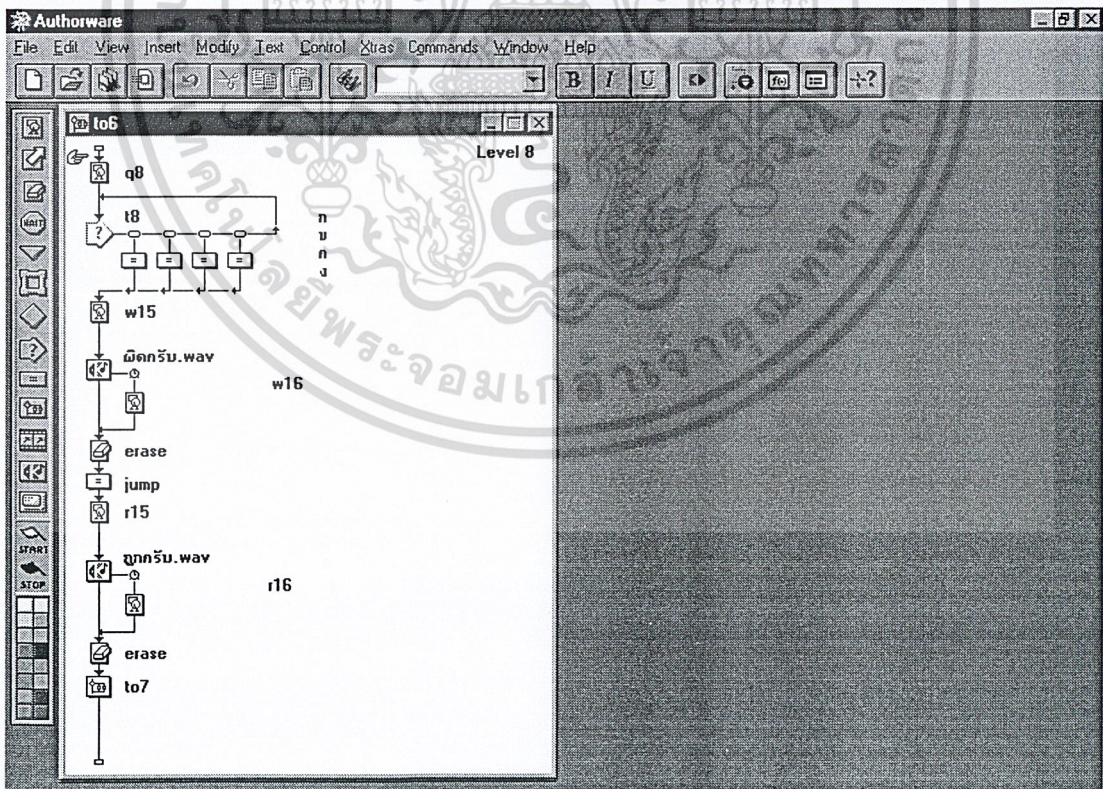 Authorware
File Edit View Insert Modify Text Control Xtras Commands Window Help
B I U
to6
Level 8
q8
t8
ก
ข
ค
ง
w15
ผิดครับ.wav
w16
erase
jump
r15
ถูกครับ.wav
r16
erase
to7
WAIT
START
STOP